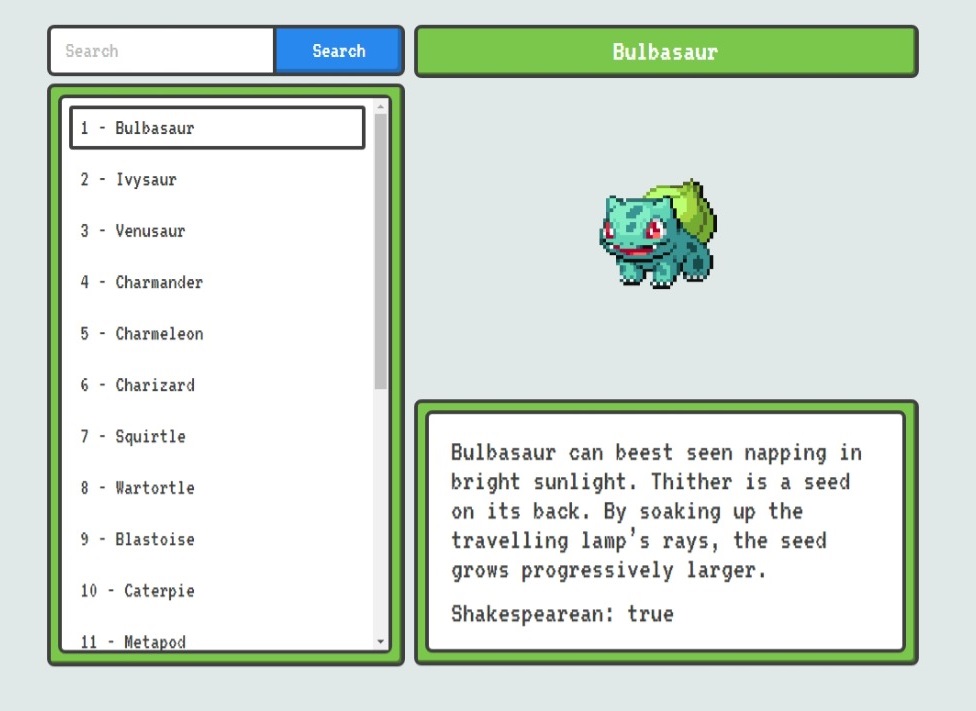 Search
Search
Bulbasaur
1 - Bulbasaur
2 - Ivysaur
3 - Venusaur
4 - Charmander
5 - Charmeleon
6 - Charizard
7 - Squirtle
8 - Wartortle
9 - Blastoise
10 - Caterpie
11 - Metapod
Bulbasaur can beest seen napping in
bright sunlight. Thither is a seed
on its back. By soaking up the
travelling lamp's rays, the seed
grows progressively larger.
Shakespearean: true